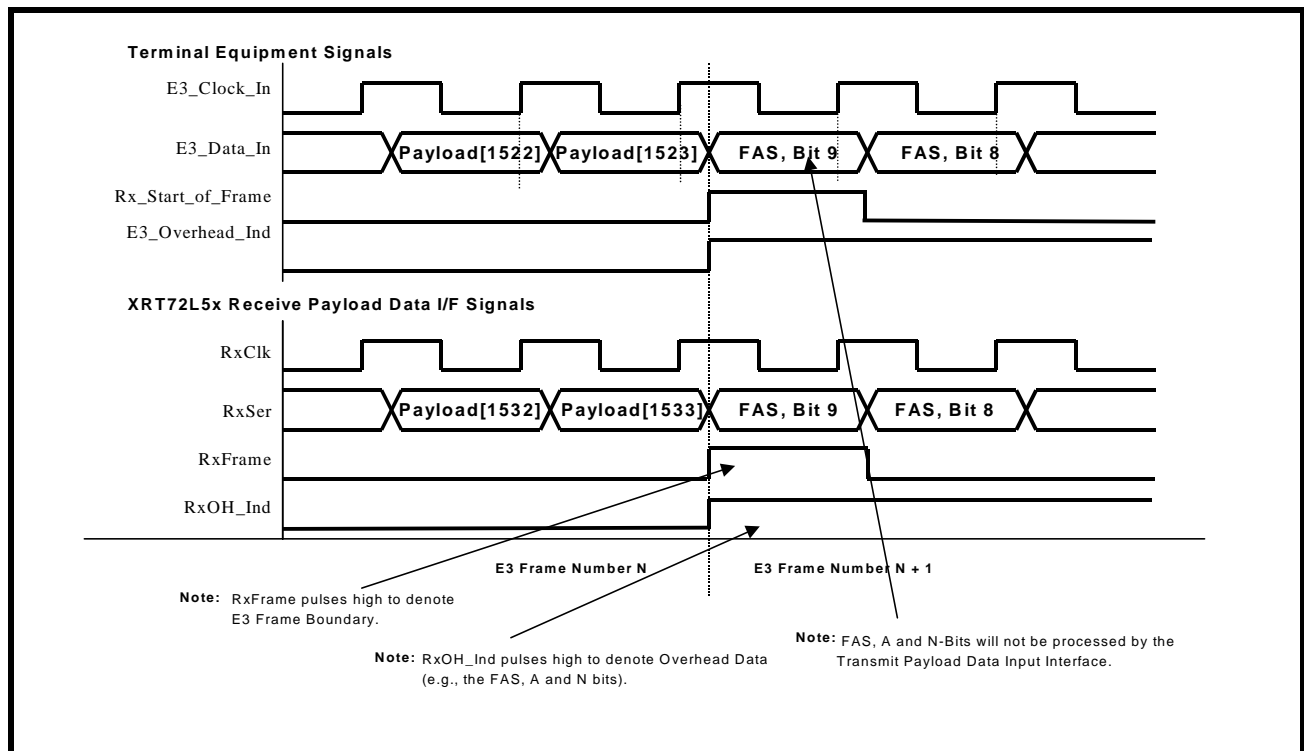 Terminal Equipment Signals
E3_Clock_In
E3_Data_In
Payload[1522] Payload[1523] FAS, Bit 9 FAS, Bit 8
Rx_Start_of_Frame
E3_Overhead_Ind
XRT72L5x Receive Payload Data I/F Signals
RxClk
RxSer
Payload[1532] Payload[1533] FAS, Bit 9 FAS, Bit 8
RxFrame
RxOH_Ind
E3 Frame Number N E3 Frame Number N + 1
Note: RxFrame pulses high to denote
E3 Frame Boundary.
Note: FAS, A and N-Bits will not be processed by the
Transmit Payload Data Input Interface.
Note: RxOH_Ind pulses high to denote Overhead Data
(e.g., the FAS, A and N bits).